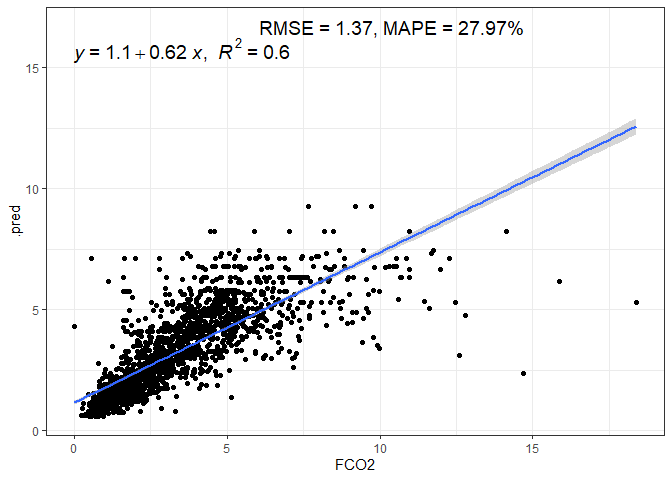 RMSE = 1.37, MAPE = 27.97%
y = 1.1 + 0.62 x, R² = 0.6
15
10
5
0
.pred
0 5 10 15
FCO2